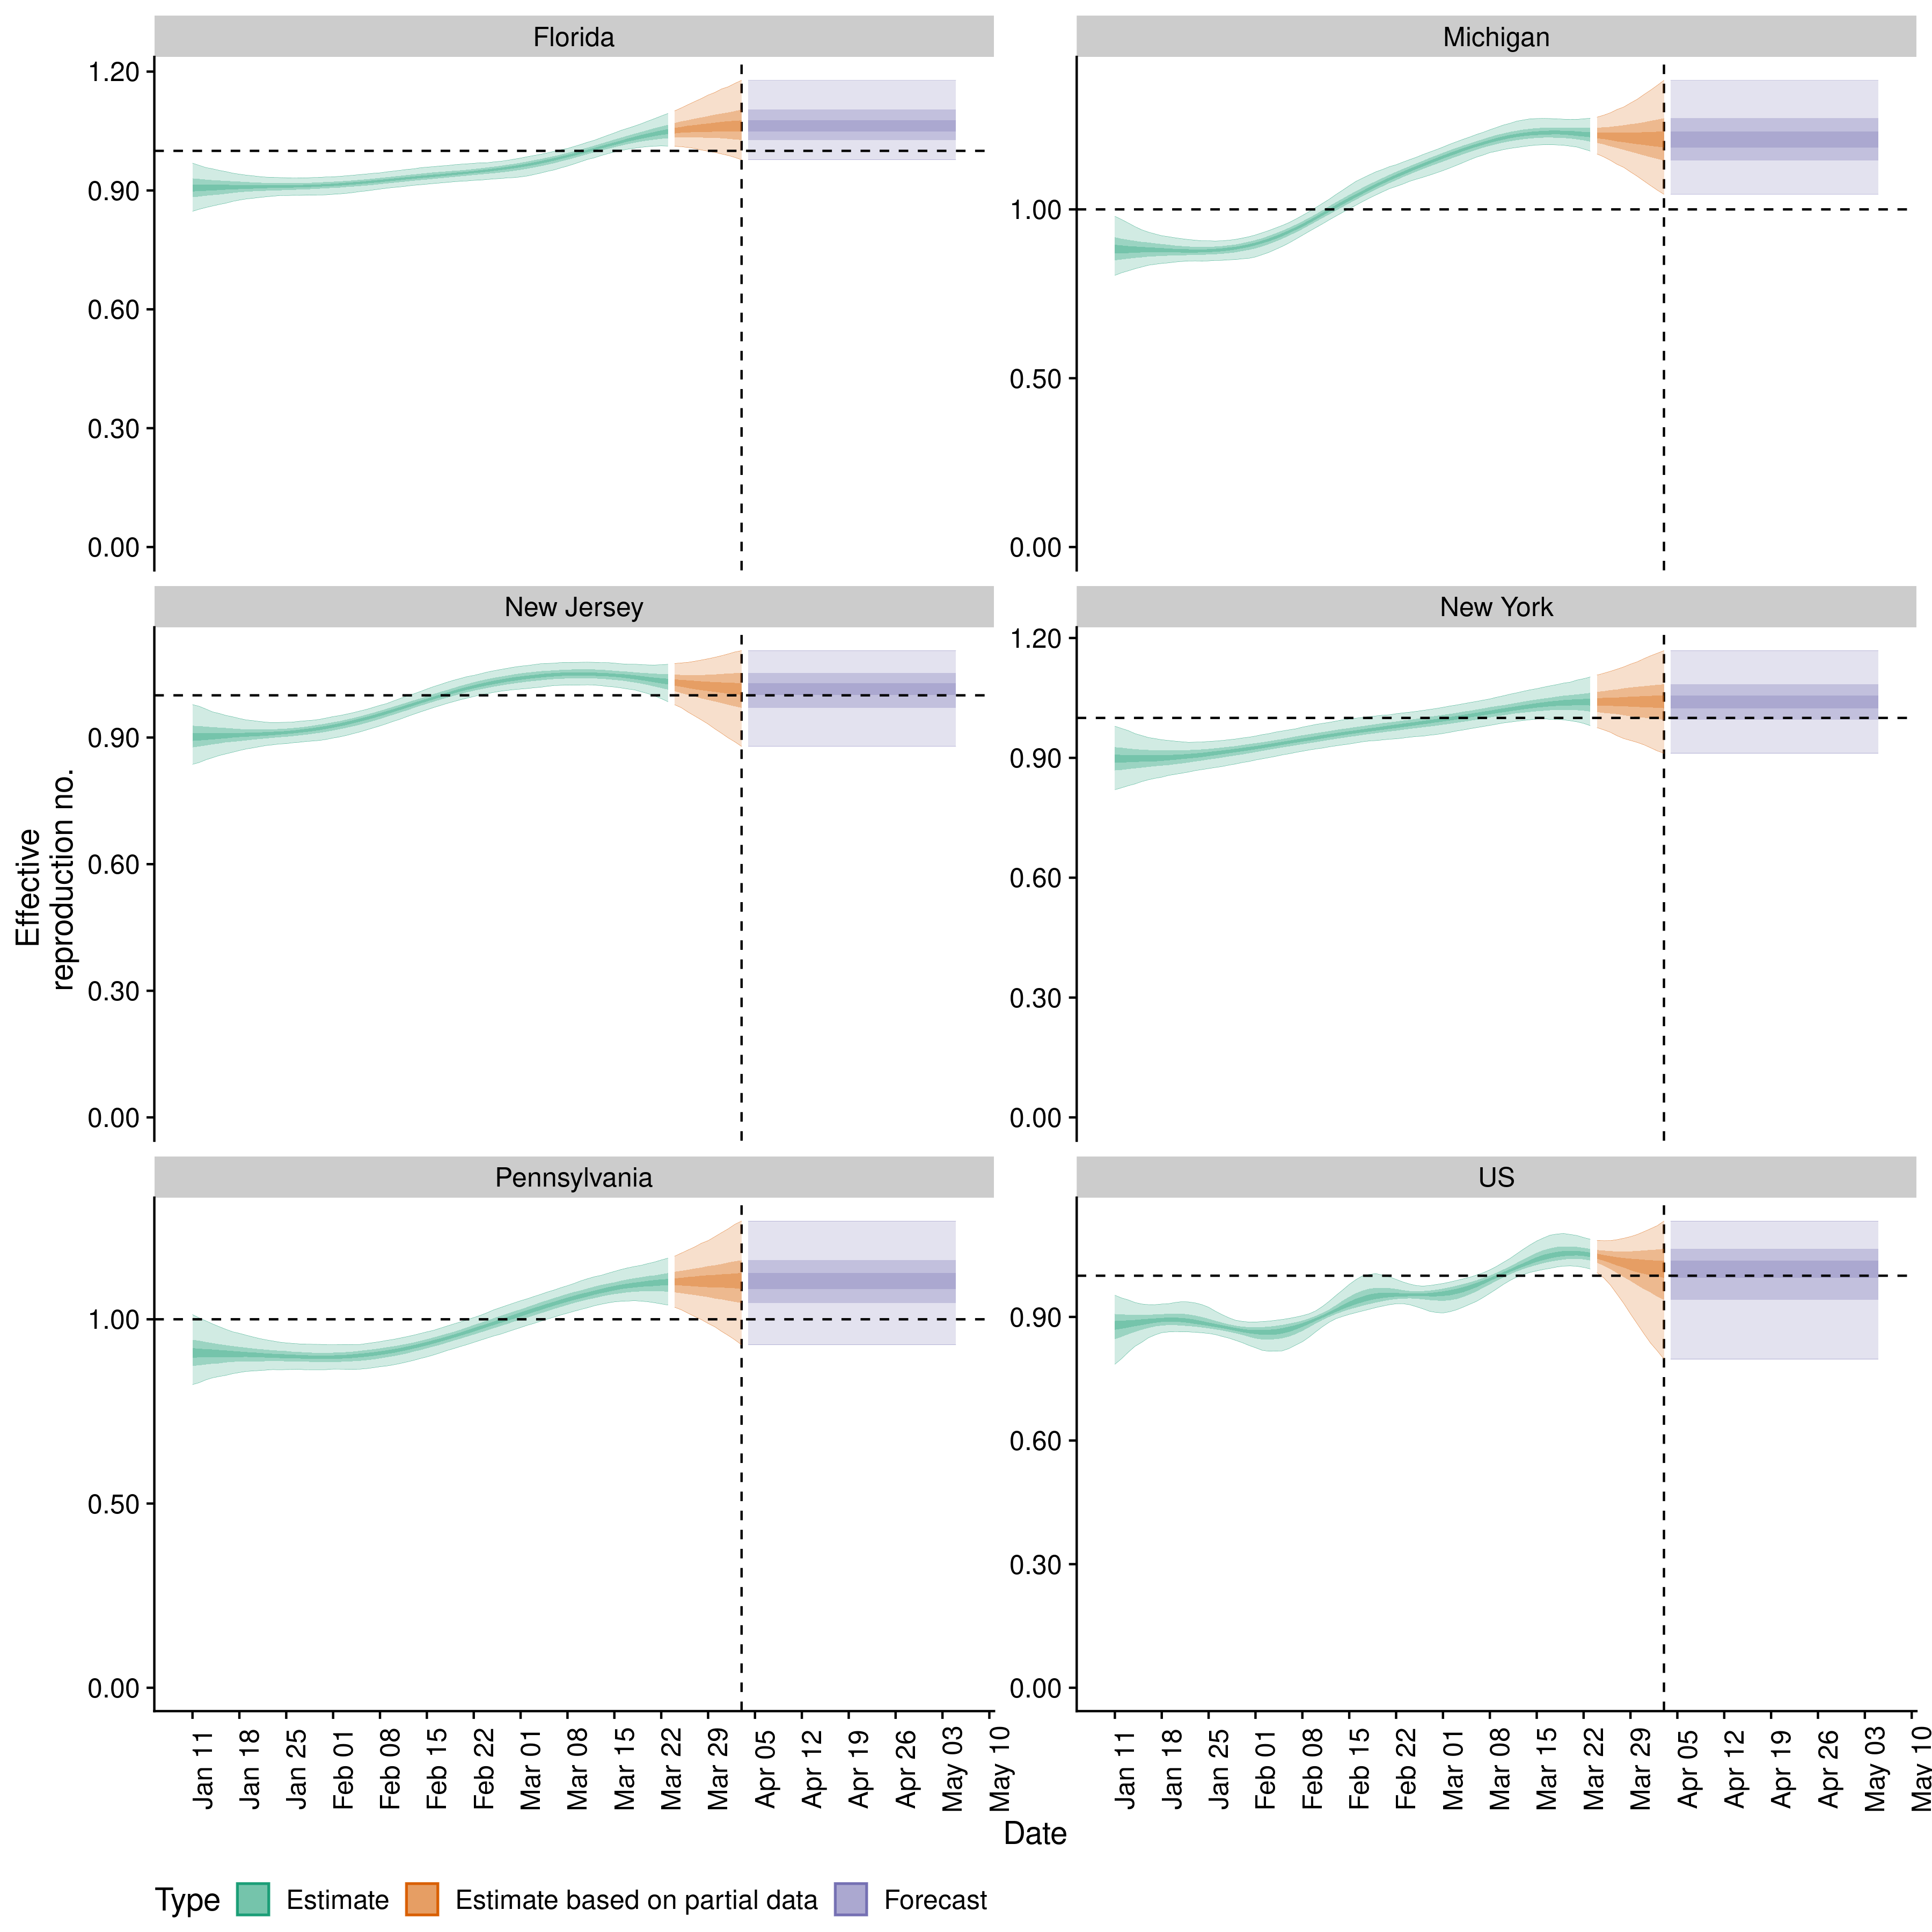 Florida
Michigan
1.20
0.90
0.60
0.30
0.00
1.00
0.50
0.00
New Jersey
New York
0.90
0.60
0.30
0.00
1.20
0.90
0.60
0.30
0.00
Pennsylvania
US
1.00
0.50
0.00
0.90
0.60
0.30
0.00
Effective
reproduction no.
Jan 11
Jan 18
Jan 25
Feb 01
Feb 08
Feb 15
Feb 22
Mar 01
Mar 08
Mar 15
Mar 22
Mar 29
Apr 05
Apr 12
Apr 19
Apr 26
May 03
May 10
Jan 11
Jan 18
Jan 25
Feb 01
Feb 08
Feb 15
Feb 22
Mar 01
Mar 08
Mar 15
Mar 22
Mar 29
Apr 05
Apr 12
Apr 19
Apr 26
May 03
May 10
Date
Type Estimate Estimate based on partial data Forecast